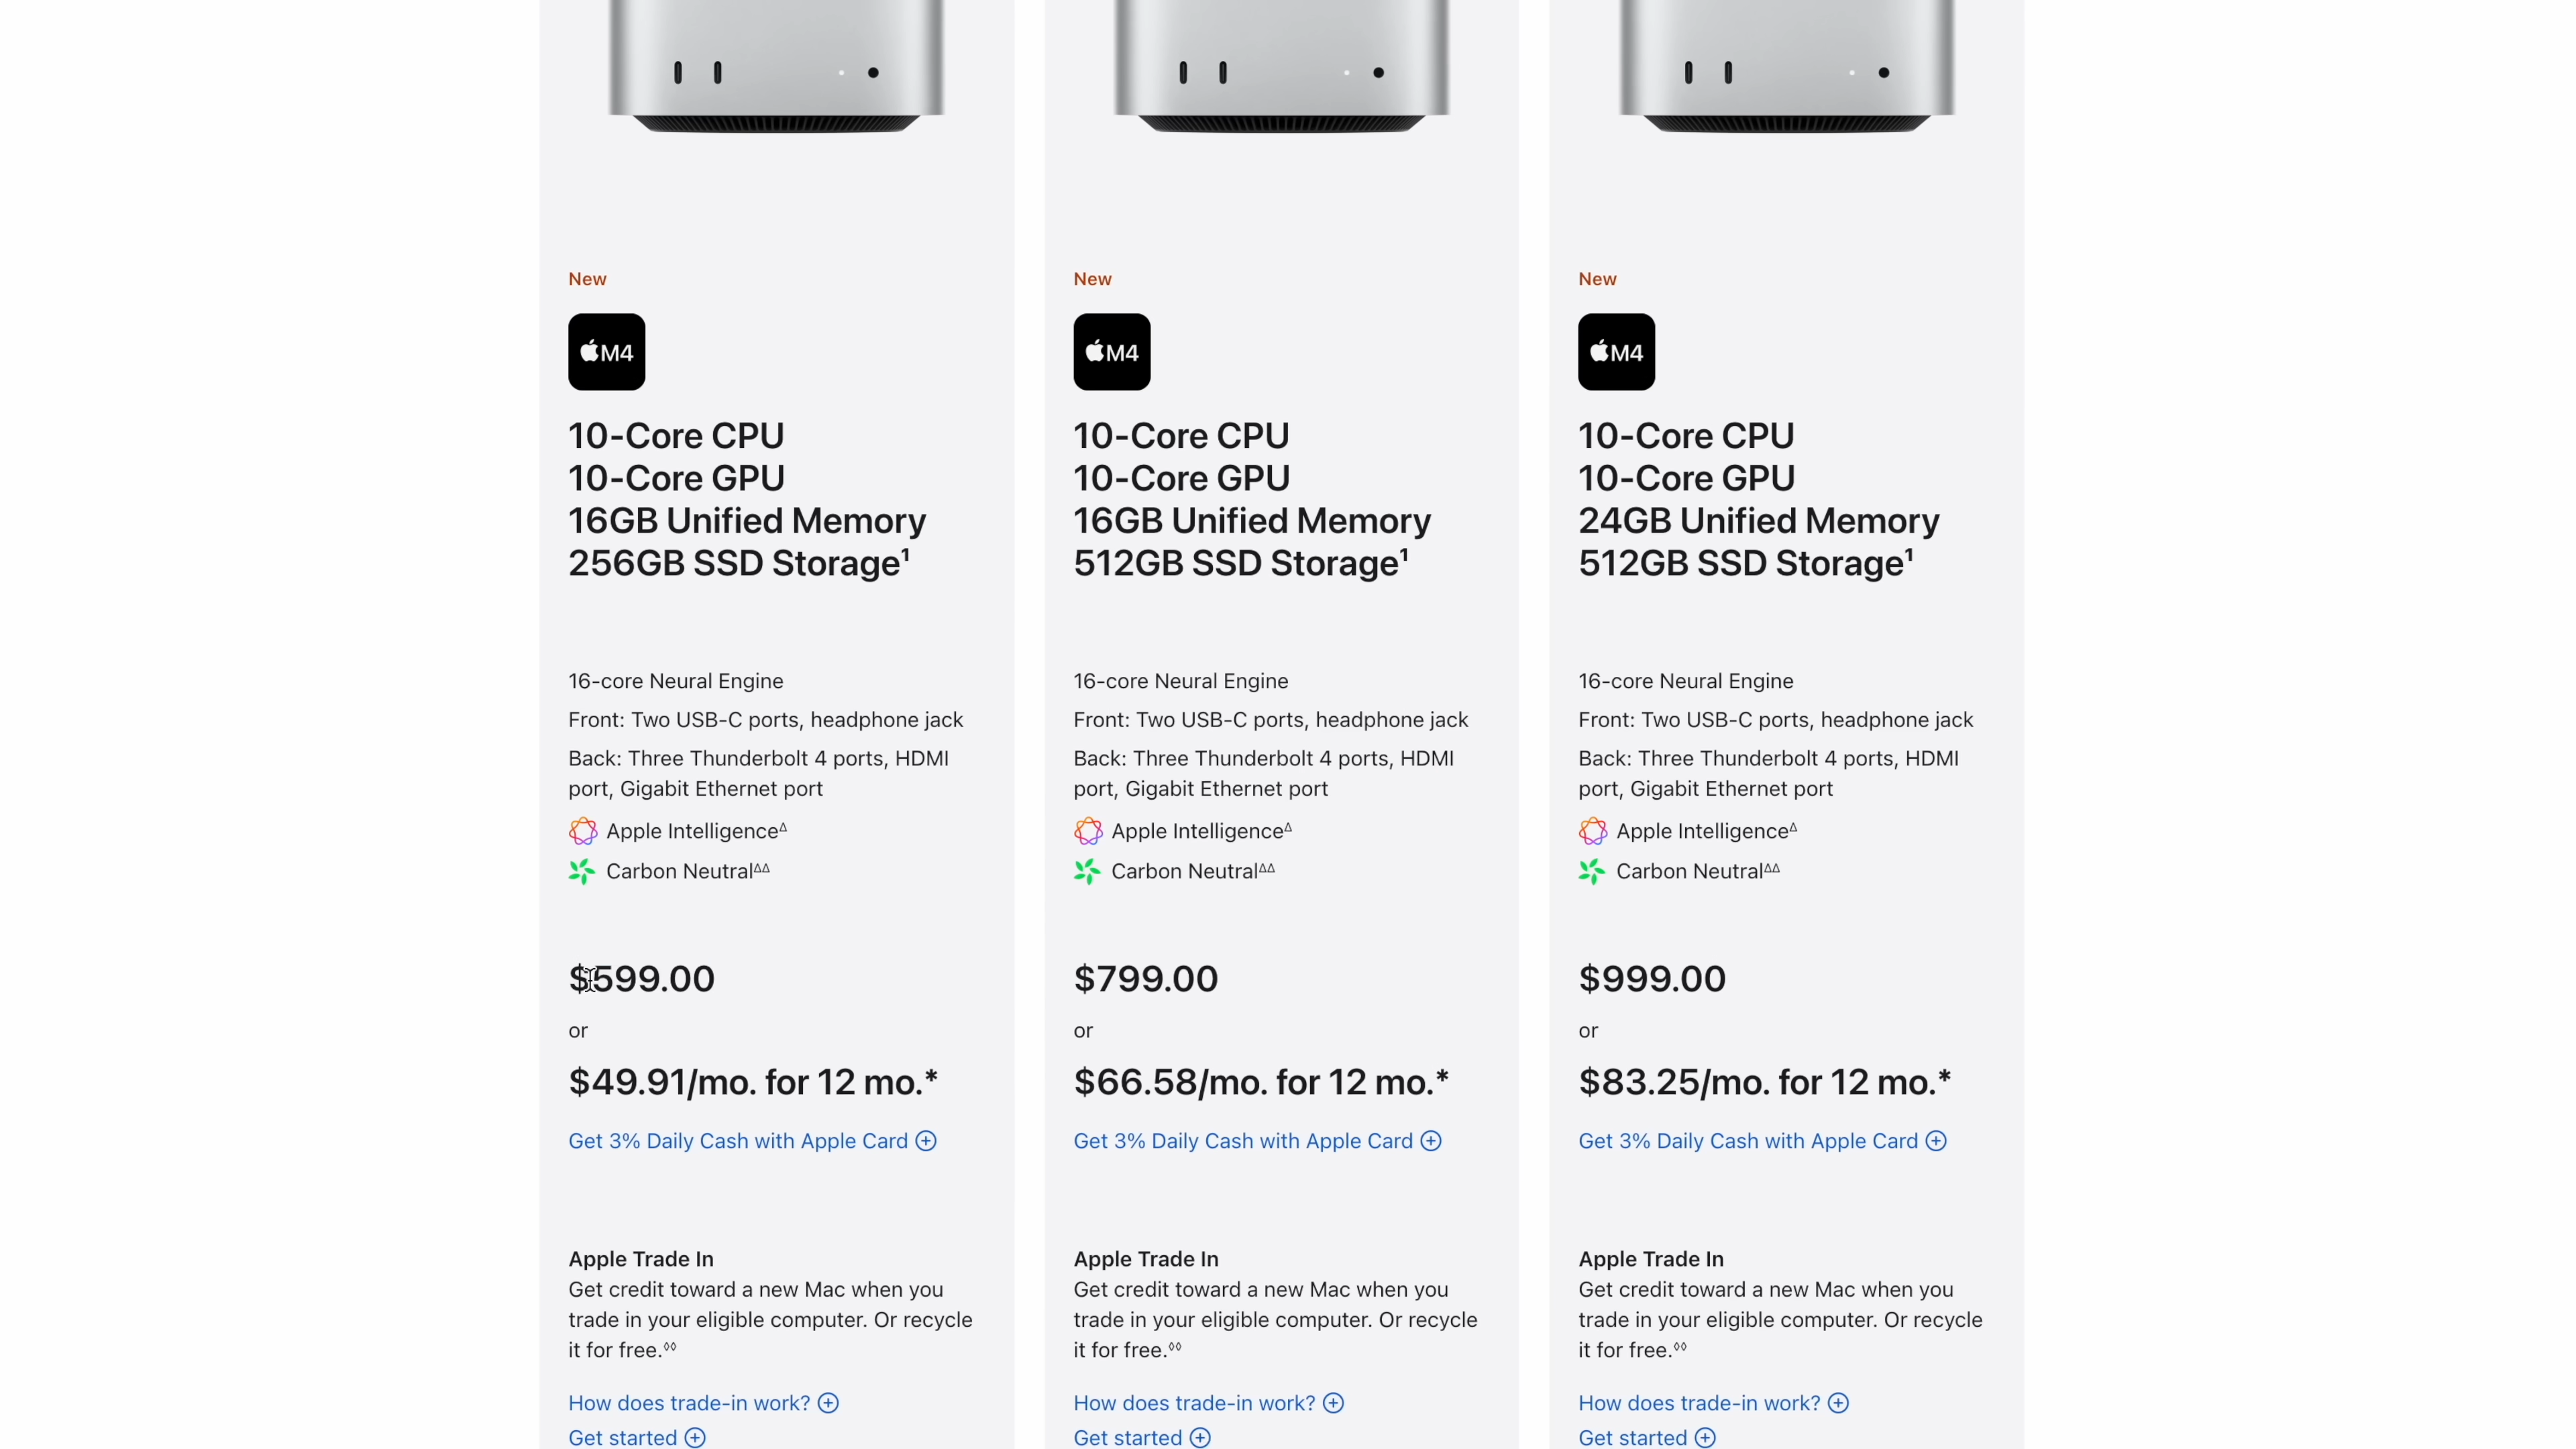 New
M4
10-Core CPU
10-Core GPU
16GB Unified Memory
256GB SSD Storage¹
16-core Neural Engine
Front: Two USB-C ports, headphone jack
Back: Three Thunderbolt 4 ports, HDMI
port, Gigabit Ethernet port
Apple Intelligence^Δ
Carbon Neutral^ΔΔ
$599.00
or
$49.91/mo. for 12 mo.*
Get 3% Daily Cash with Apple Card
Apple Trade In
Get credit toward a new Mac when you
trade in your eligible computer. Or recycle
it for free.◊◊
How does trade-in work?
Get started
New
M4
10-Core CPU
10-Core GPU
16GB Unified Memory
512GB SSD Storage¹
16-core Neural Engine
Front: Two USB-C ports, headphone jack
Back: Three Thunderbolt 4 ports, HDMI
port, Gigabit Ethernet port
Apple Intelligence^Δ
Carbon Neutral^ΔΔ
$799.00
or
$66.58/mo. for 12 mo.*
Get 3% Daily Cash with Apple Card
Apple Trade In
Get credit toward a new Mac when you
trade in your eligible computer. Or recycle
it for free.◊◊
How does trade-in work?
Get started
New
M4
10-Core CPU
10-Core GPU
24GB Unified Memory
512GB SSD Storage¹
16-core Neural Engine
Front: Two USB-C ports, headphone jack
Back: Three Thunderbolt 4 ports, HDMI
port, Gigabit Ethernet port
Apple Intelligence^Δ
Carbon Neutral^ΔΔ
$999.00
or
$83.25/mo. for 12 mo.*
Get 3% Daily Cash with Apple Card
Apple Trade In
Get credit toward a new Mac when you
trade in your eligible computer. Or recycle
it for free.◊◊
How does trade-in work?
Get started